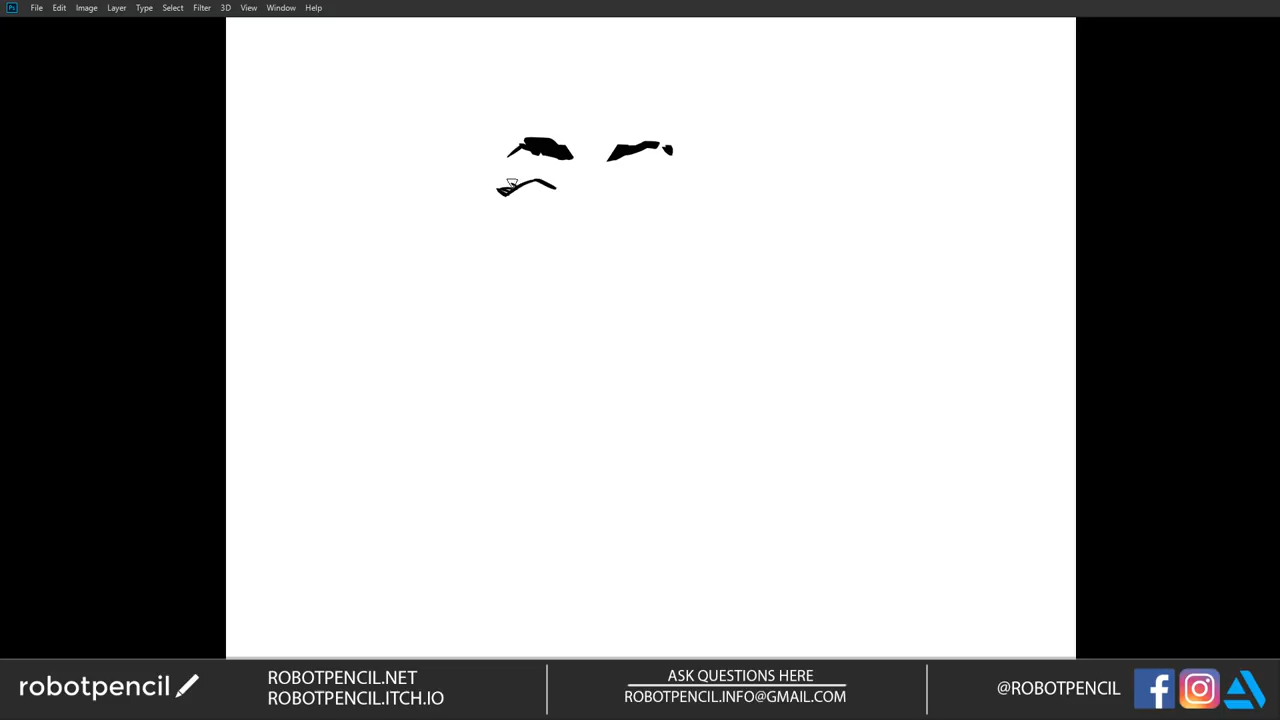 Ps File Edit Image Layer Type Select Filter 3D View Window Help
robotpencil
ROBOTPENCIL.NET
ROBOTPENCIL.ITCH.IO
ASK QUESTIONS HERE
ROBOTPENCIL.INFO@GMAIL.COM
@ROBOTPENCIL